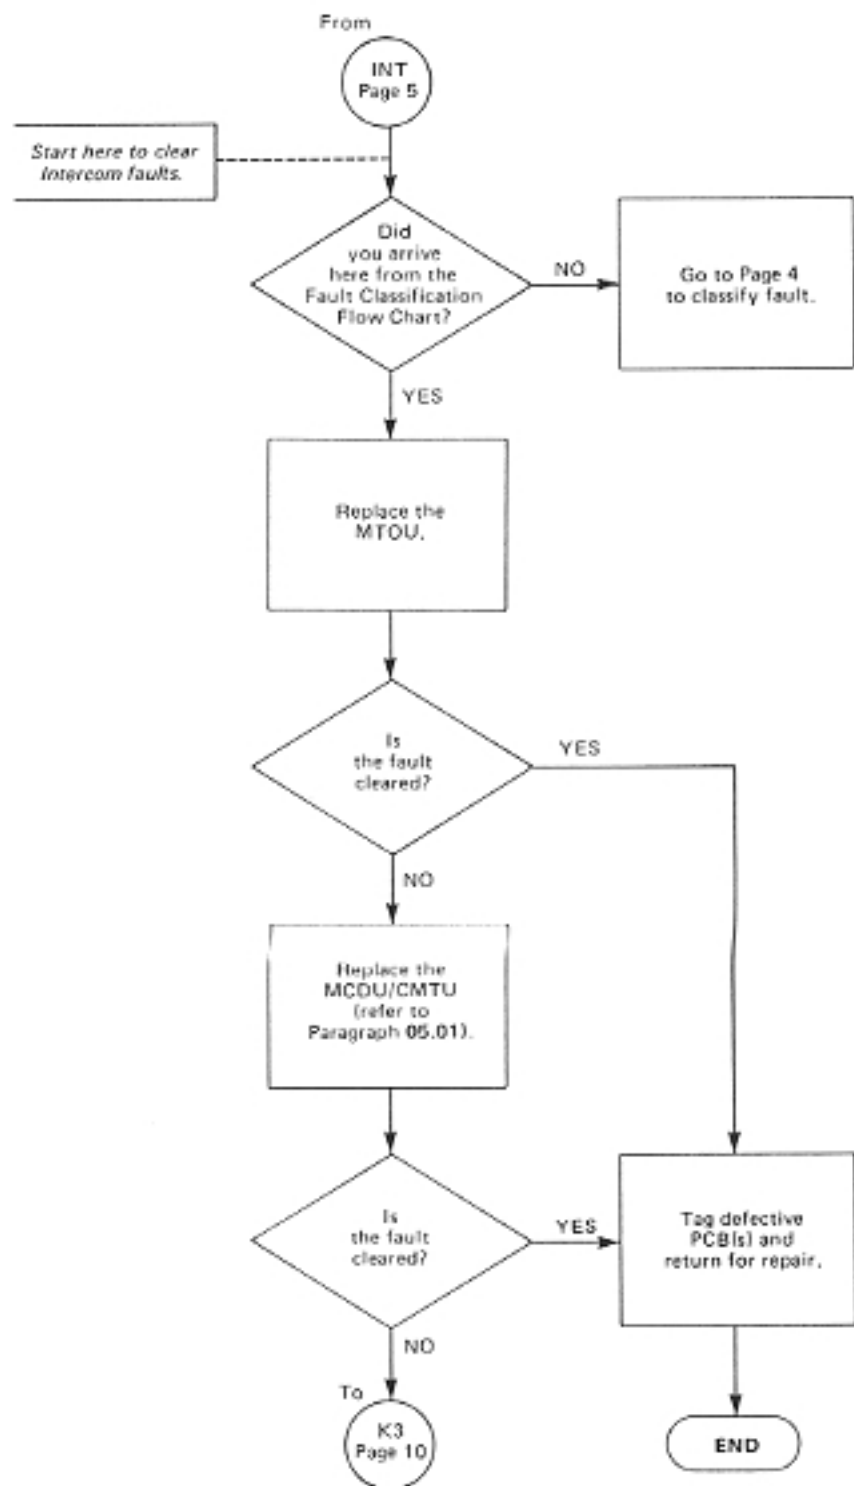 From
INT
Page 5
Start here to clear
Intercom faults.
Did
you arrive
here from the
Fault Classification
Flow Chart?
NO
Go to Page 4
to classify fault.
YES
Replace the
MTOU.
Is
the fault
cleared?
YES
NO
Replace the
MCDU/CMTU
(refer to
Paragraph 05.01).
Is
the fault
cleared?
YES
Tag defective
PCB(s) and
return for repair.
NO
To
K3
Page 10
END